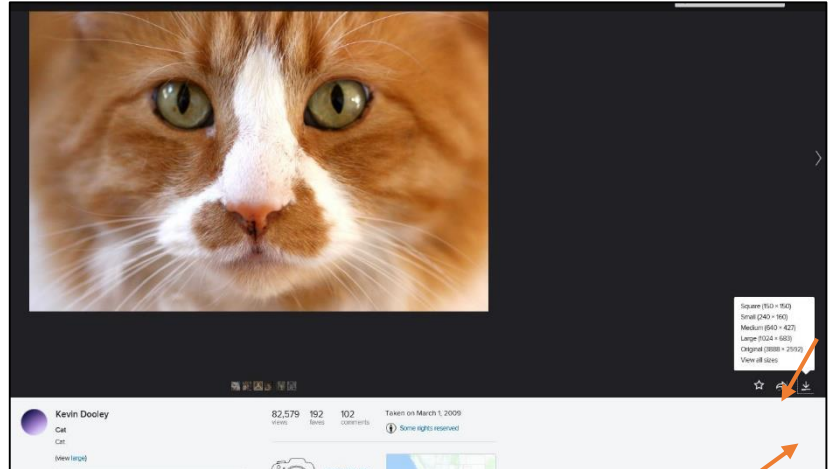 Square (150 × 150)
Small (240 × 160)
Medium (640 × 427)
Large (1024 × 683)
Original (3888 × 2592)
View all sizes
Kevin Dooley
Cat
Cat
(view large)
82,579 views
192 faves
102 comments
Taken on March 1, 2009
Some rights reserved